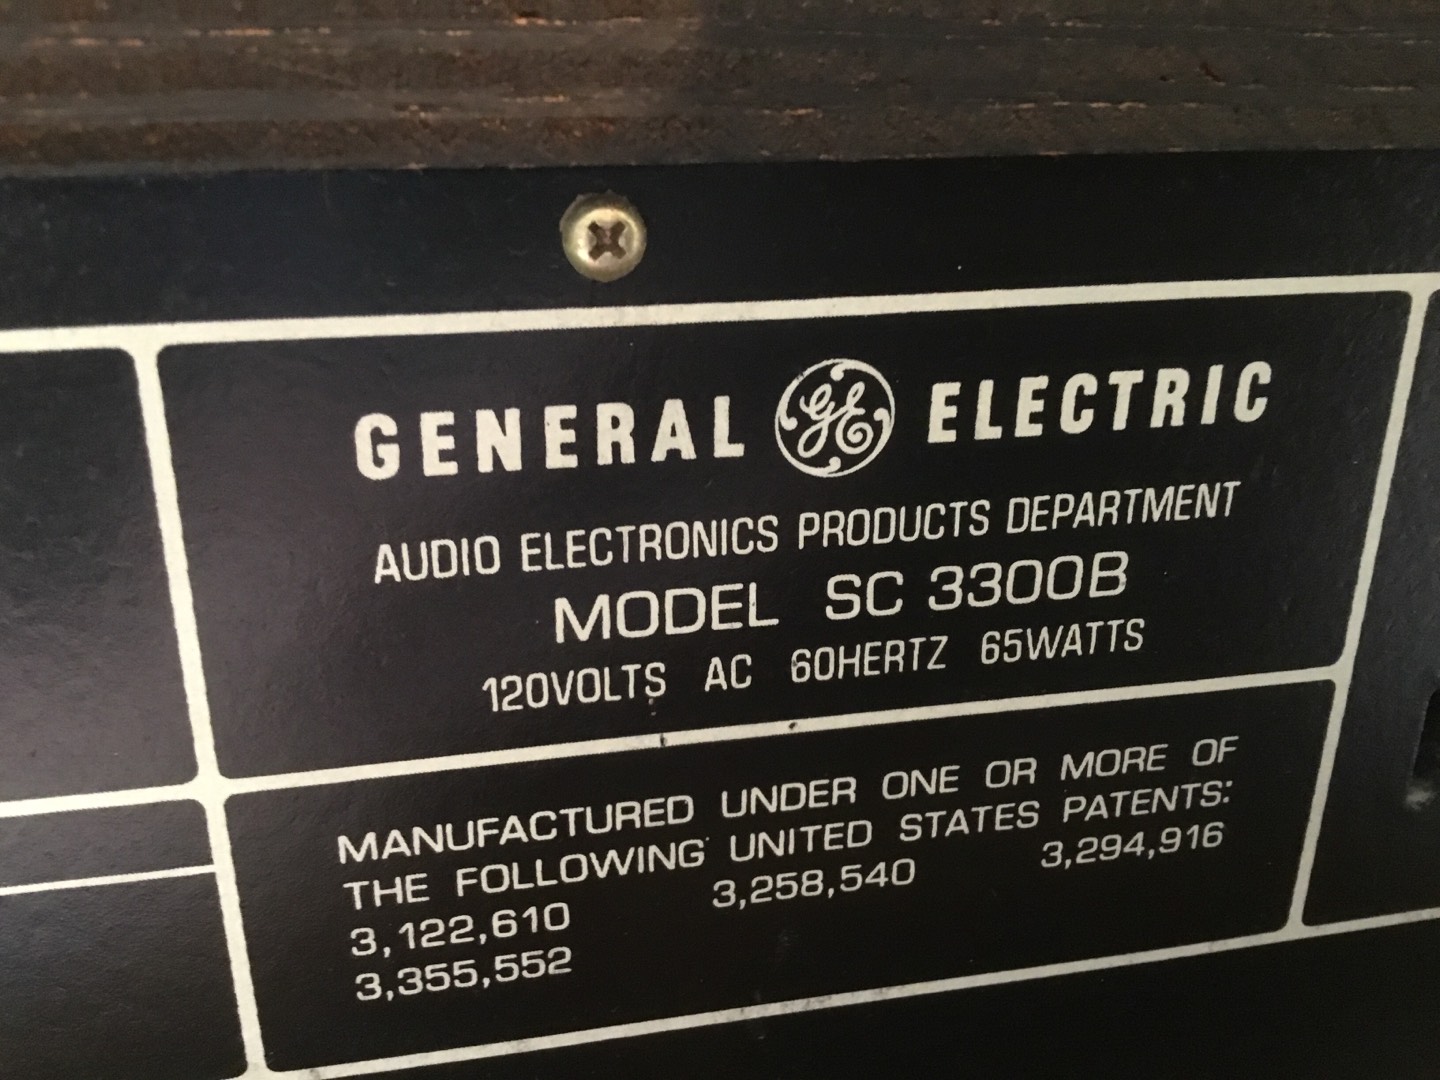 GENERAL GE ELECTRIC
AUDIO ELECTRONICS PRODUCTS DEPARTMENT
MODEL SC 3300B
120VOLTS AC 60HERTZ 65WATTS
MANUFACTURED UNDER ONE OR MORE OF
THE FOLLOWING UNITED STATES PATENTS:
3,122,610 3,258,540 3,294,916
3,355,552